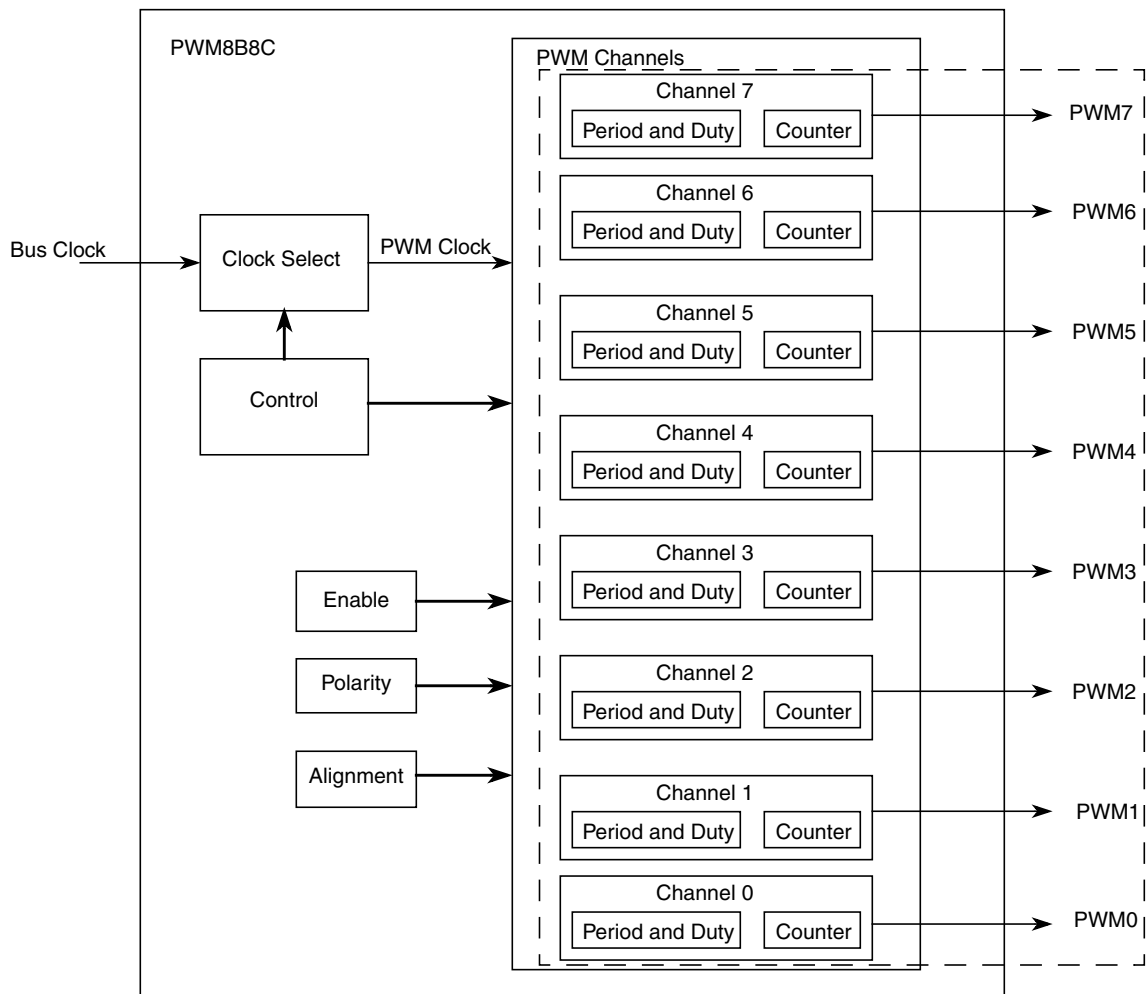 PWM8B8C
PWM Channels
Channel 7
Period and Duty Counter
PWM7
Channel 6
Period and Duty Counter
PWM6
Bus Clock
Clock Select
PWM Clock
Channel 5
Period and Duty Counter
PWM5
Control
Channel 4
Period and Duty Counter
PWM4
Channel 3
Period and Duty Counter
PWM3
Enable
Polarity
Channel 2
Period and Duty Counter
PWM2
Alignment
Channel 1
Period and Duty Counter
PWM1
Channel 0
Period and Duty Counter
PWM0